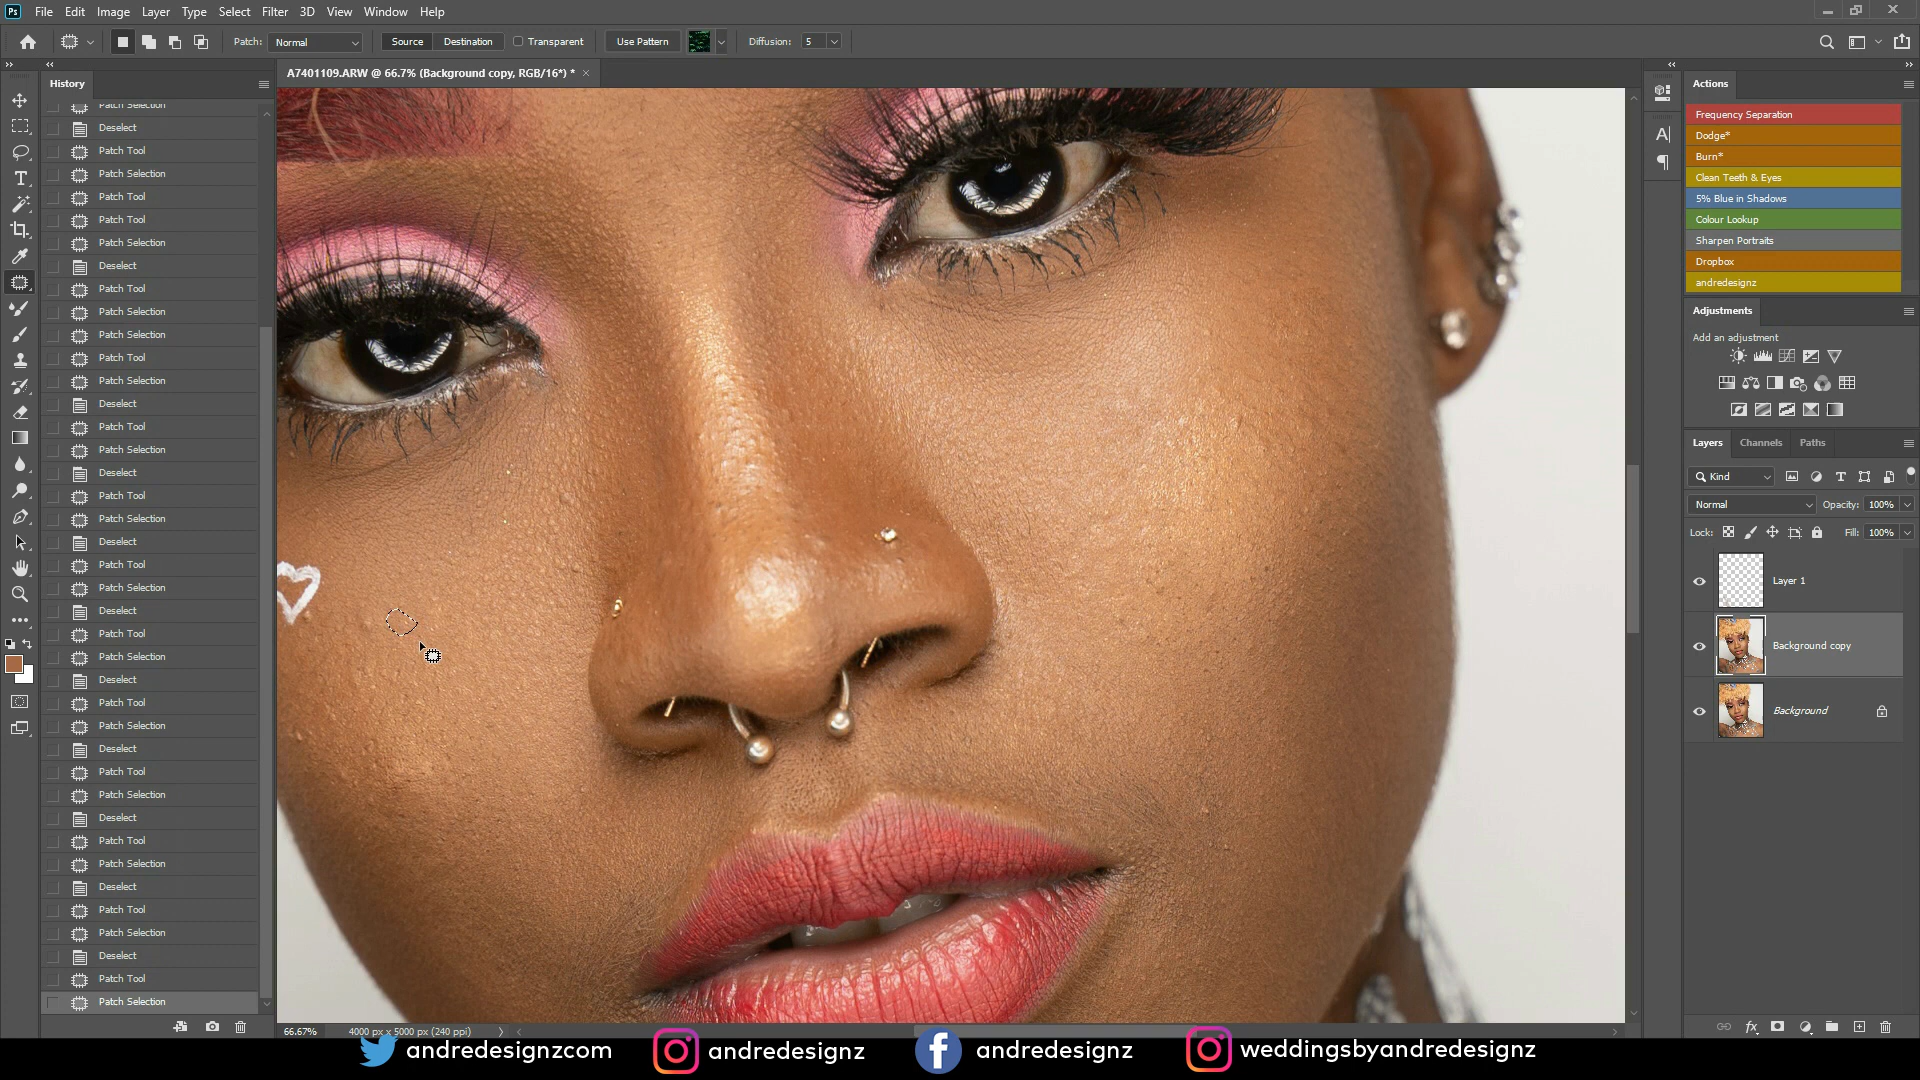 Ps File Edit Image Layer Type Select Filter 3D View Window Help
Patch: Normal Source Destination Transparent Use Pattern Diffusion: 5
A7401109.ARW @ 66.7% (Background copy, RGB/16*) * ×
History
Patch Selection
Deselect
Patch Tool
Patch Selection
Patch Tool
Patch Tool
Patch Selection
Deselect
Patch Tool
Patch Selection
Patch Selection
Patch Tool
Patch Selection
Deselect
Patch Tool
Patch Selection
Deselect
Patch Tool
Patch Selection
Deselect
Patch Tool
Patch Selection
Deselect
Patch Tool
Patch Selection
Deselect
Patch Tool
Patch Selection
Deselect
Patch Tool
Patch Selection
Deselect
Patch Tool
Patch Selection
Deselect
Patch Tool
Patch Selection
Deselect
Patch Tool
Patch Selection
Actions
Frequency Separation
Dodge*
Burn*
Clean Teeth & Eyes
5% Blue in Shadows
Colour Lookup
Sharpen Portraits
Dropbox
andredesignz
Adjustments
Add an adjustment
Layers Channels Paths
Kind
Normal Opacity: 100%
Lock: Fill: 100%
Layer 1
Background copy
Background
66.67% 4000 px x 5000 px (240 ppi)
andredesignzcom andredesignz andredesignz weddingsbyandredesignz